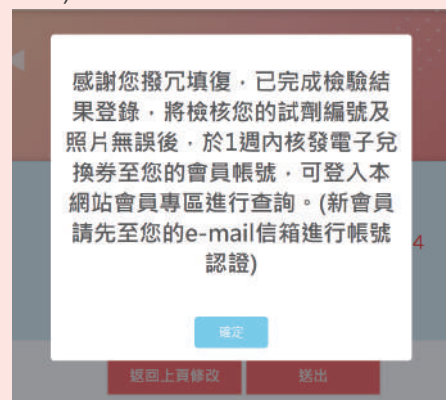 感謝您撥冗填復，已完成檢驗結
果登錄，將檢核您的試劑編號及
照片無誤後，於1週內核發電子兌
換券至您的會員帳號，可登入本
網站會員專區進行查詢。(新會員
請先至您的e-mail信箱進行帳號
認證)
4
確定
返回上頁修改
送出